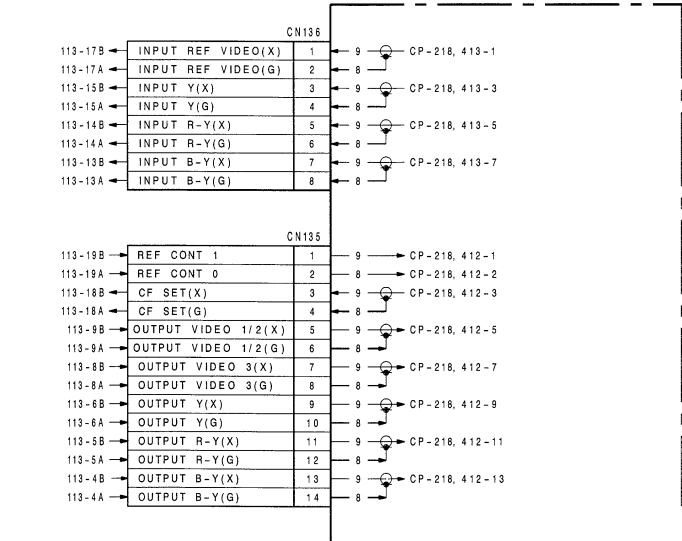 CN136
113-17B INPUT REF VIDEO(X) 1 9 CP-218, 413-1
113-17A INPUT REF VIDEO(G) 2 8
113-15B INPUT Y(X) 3 9 CP-218, 413-3
113-15A INPUT Y(G) 4 8
113-14B INPUT R-Y(X) 5 9 CP-218, 413-5
113-14A INPUT R-Y(G) 6 8
113-13B INPUT B-Y(X) 7 9 CP-218, 413-7
113-13A INPUT B-Y(G) 8 8
CN135
113-19B REF CONT 1 1 9 CP-218, 412-1
113-19A REF CONT 0 2 8 CP-218, 412-2
113-18B CF SET(X) 3 9 CP-218, 412-3
113-18A CF SET(G) 4 8
113-9B OUTPUT VIDEO 1/2(X) 5 9 CP-218, 412-5
113-9A OUTPUT VIDEO 1/2(G) 6 8
113-8B OUTPUT VIDEO 3(X) 7 9 CP-218, 412-7
113-8A OUTPUT VIDEO 3(G) 8 8
113-6B OUTPUT Y(X) 9 9 CP-218, 412-9
113-6A OUTPUT Y(G) 10 8
113-5B OUTPUT R-Y(X) 11 9 CP-218, 412-11
113-5A OUTPUT R-Y(G) 12 8
113-4B OUTPUT B-Y(X) 13 9 CP-218, 412-13
113-4A OUTPUT B-Y(G) 14 8